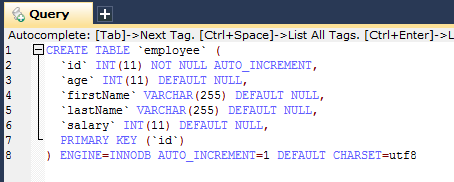 Query
Autocomplete: [Tab]->Next Tag. [Ctrl+Space]->List All Tags. [Ctrl+Enter]->L
1 CREATE TABLE `employee` (
2 `id` INT(11) NOT NULL AUTO_INCREMENT,
3 `age` INT(11) DEFAULT NULL,
4 `firstName` VARCHAR(255) DEFAULT NULL,
5 `lastName` VARCHAR(255) DEFAULT NULL,
6 `salary` INT(11) DEFAULT NULL,
7 PRIMARY KEY (`id`)
8 ) ENGINE=INNODB AUTO_INCREMENT=1 DEFAULT CHARSET=utf8